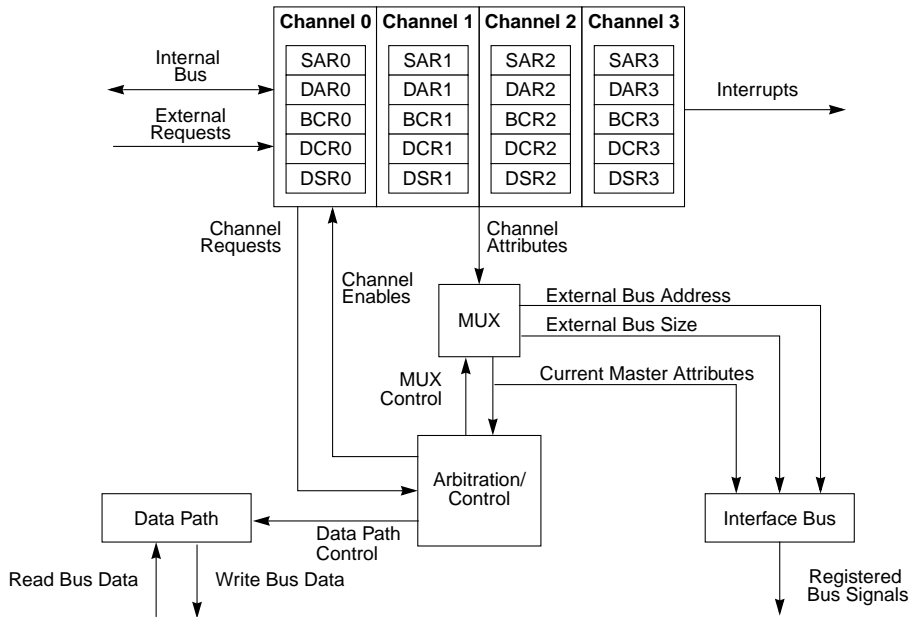 Channel 0 Channel 1 Channel 2 Channel 3
SAR0 SAR1 SAR2 SAR3
DAR0 DAR1 DAR2 DAR3
BCR0 BCR1 BCR2 BCR3
DCR0 DCR1 DCR2 DCR3
DSR0 DSR1 DSR2 DSR3
Internal
Bus
External
Requests
Interrupts
Channel
Requests
Channel
Enables
Channel
Attributes
MUX
External Bus Address
External Bus Size
Current Master Attributes
MUX
Control
Arbitration/
Control
Data Path
Data Path
Control
Interface Bus
Read Bus Data
Write Bus Data
Registered
Bus Signals